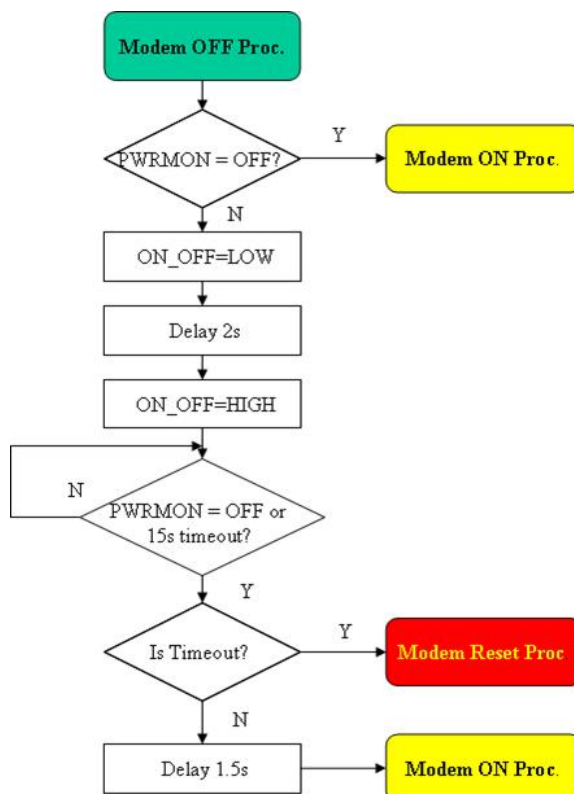 Modem OFF Proc.
PWRMON = OFF?
Y
Modem ON Proc.
N
ON_OFF=LOW
Delay 2s
ON_OFF=HIGH
N
PWRMON = OFF or
15s timeout?
Y
Is Timeout?
Y
Modem Reset Proc
N
Delay 1.5s
Modem ON Proc.